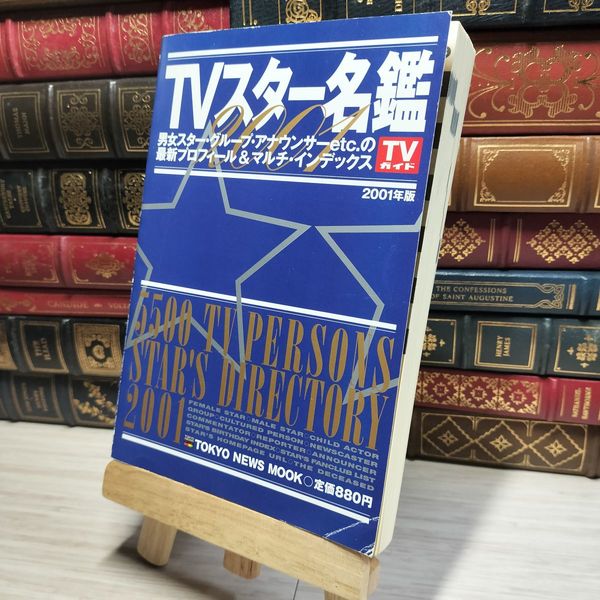 TVスター名鑑
2001
男女スター・グループ・アナウンサーetc.の
最新プロフィール&マルチ・インデックス
TV
ガイド
2001年版
5500 TV PERSONS
STAR'S DIRECTORY
2001
FEMALE STAR□MALE STAR□CHILD ACTOR
GROUP□CULTURED PERSON□NEWSCASTER
COMMENTATOR□REPORTER□ANNOUNCER
STAR'S BIRTHDAY INDEX□STAR'S FANCLUB LIST
STAR'S HOMEPAGE URL□THE DECEASED
TOKYO NEWS MOOK○定価880円
CANDIDE
THE CONFESSIONS
OF SAINT AUGUSTINE
HENRY
JAMES